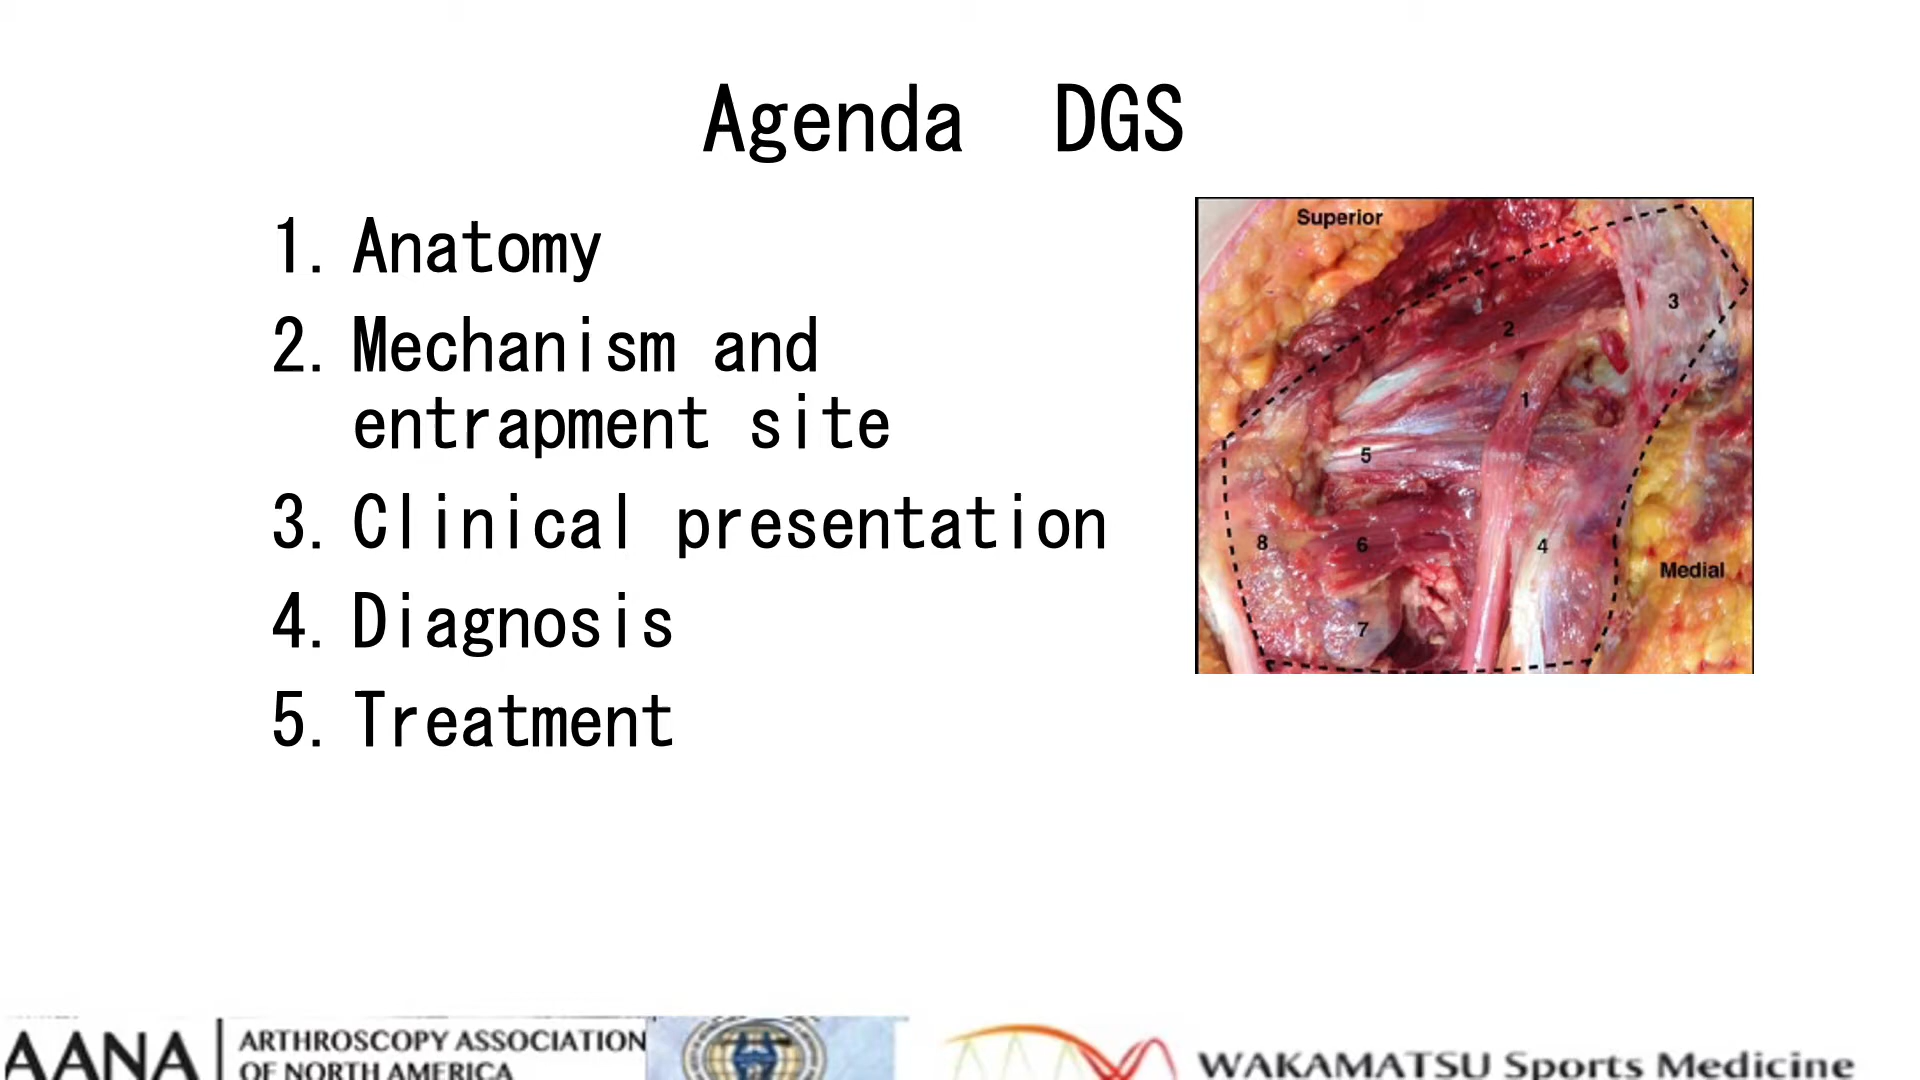 Agenda DGS
1. Anatomy
2. Mechanism and
entrapment site
3. Clinical presentation
4. Diagnosis
5. Treatment
Superior
3
2
1
5
8
6
4
Medial
7
AANA
ARTHROSCOPY ASSOCIATION
OF NORTH AMERICA
WAKAMATSU Sports Medicine